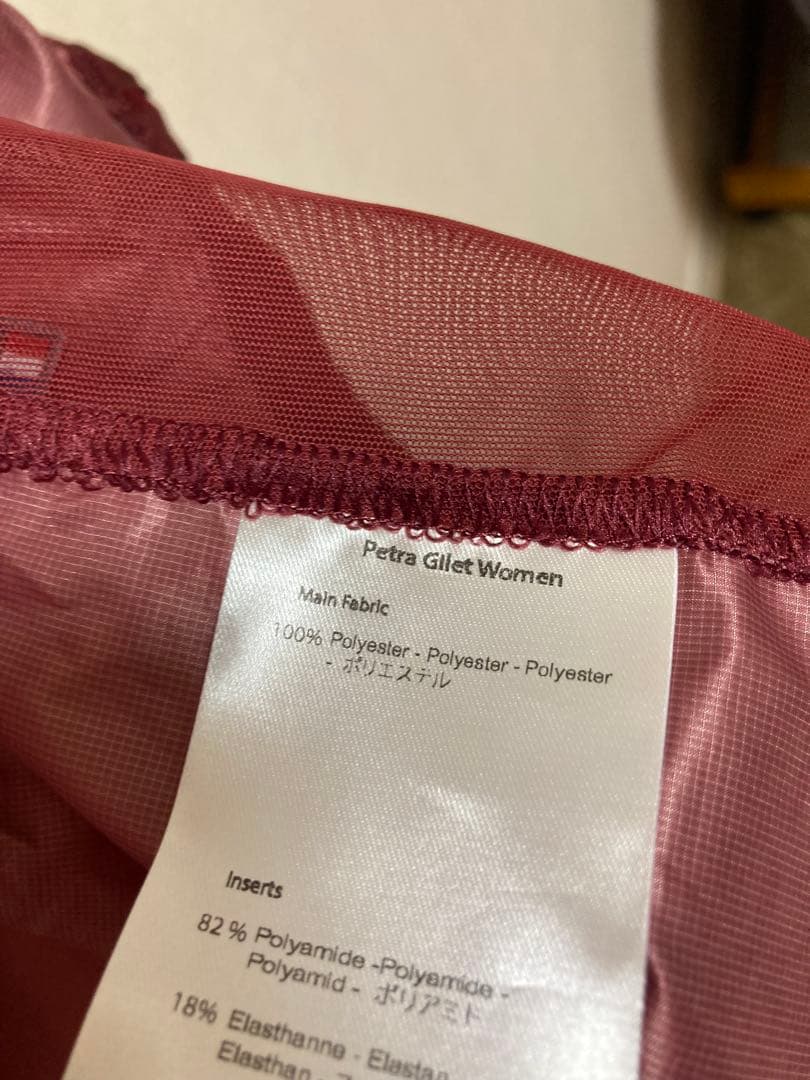 Petra Gilet Women
Main Fabric
100% Polyester - Polyester - Polyester
- ポリエステル
Inserts
82 % Polyamide -Polyamide -
Polyamid - ポリアミド
18% Elasthanne - Elastan
Elasthan -